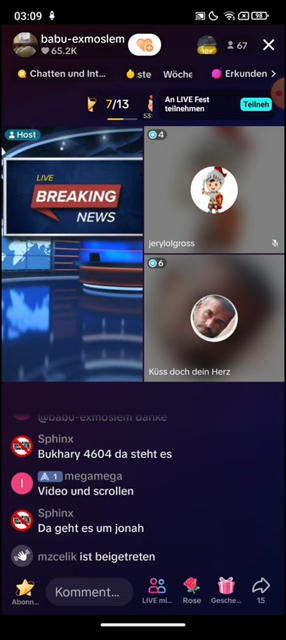 03:09
98
babu-exmoslem
65.2K
67
Chatten und Int...
ste
Wöche
Erkunden
7/13
An LIVE Fest
teilnehmen
Teilneh
53
Host
4
LIVE
BREAKING
NEWS
jerylolgross
6
Küss doch dein Herz
@babu-exmoslem danke
Sphinx
Bukhary 4604 da steht es
1 megamega
Video und scrollen
Sphinx
Da geht es um jonah
mzcelik ist beigetreten
Komment...
Abonn...
LIVE mi...
Rose
Gesche...
15